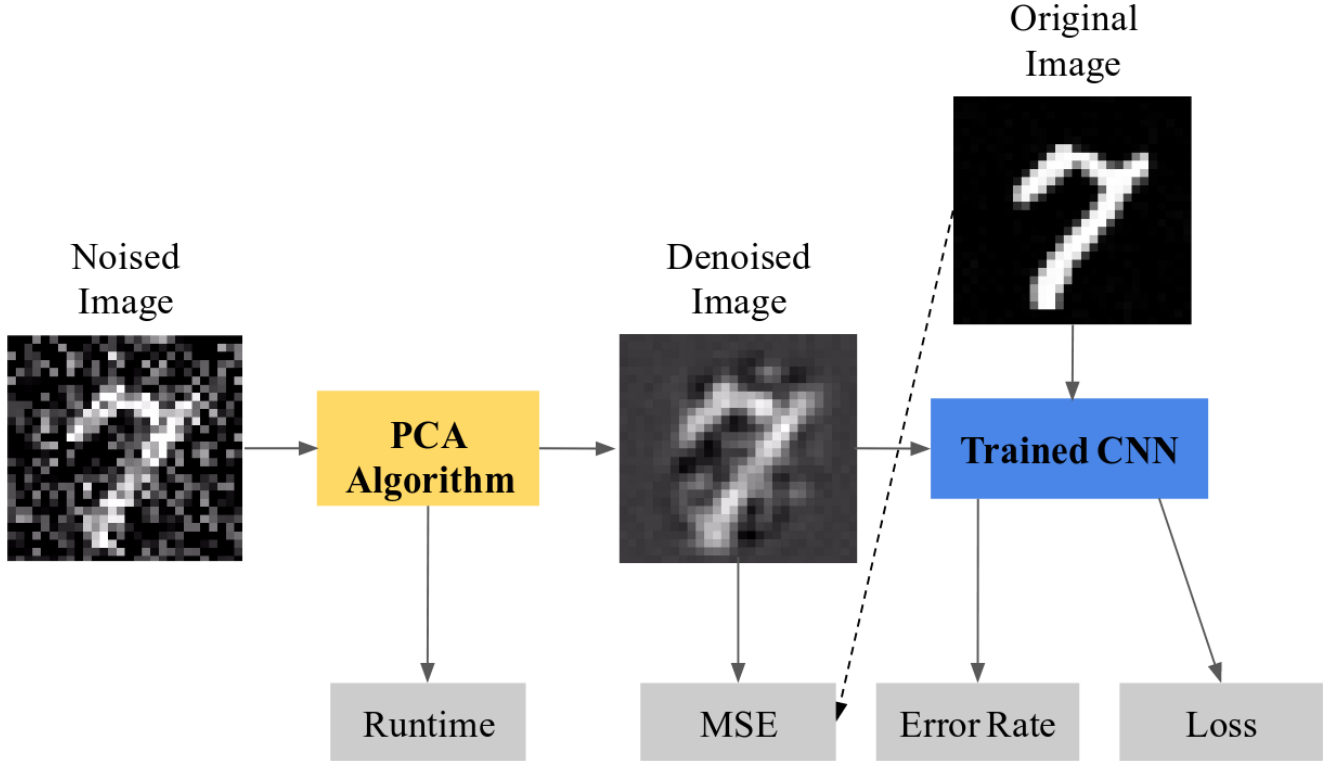 Original
Image
Noised
Image
Denoised
Image
PCA
Algorithm
Trained CNN
Runtime
MSE
Error Rate
Loss